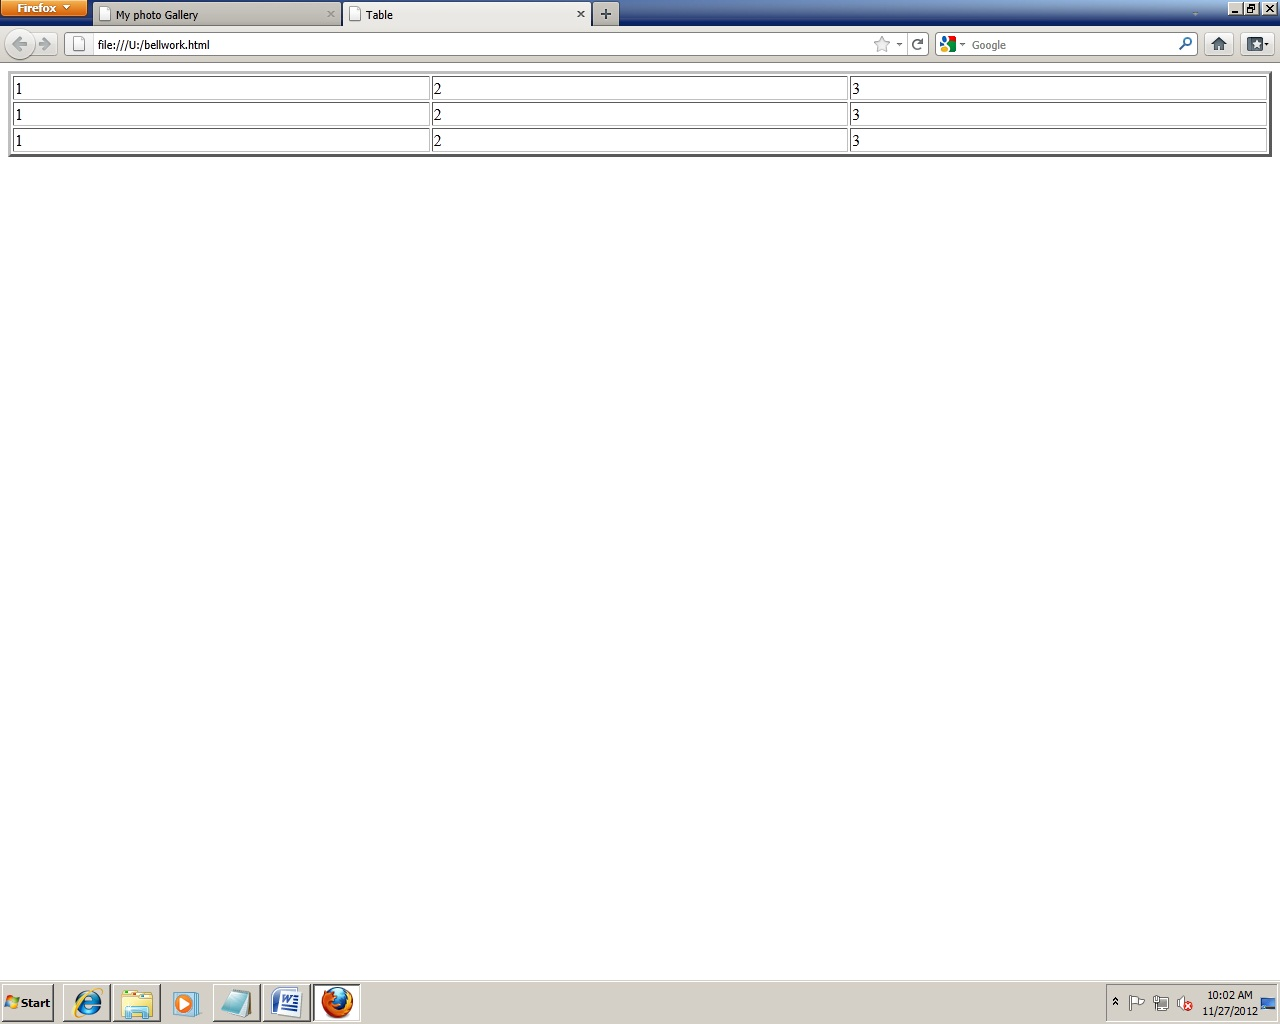 Firefox
My photo Gallery
Table
file:///U:/bellwork.html
Google
1 2 3
1 2 3
1 2 3
Start
10:02 AM
11/27/2012